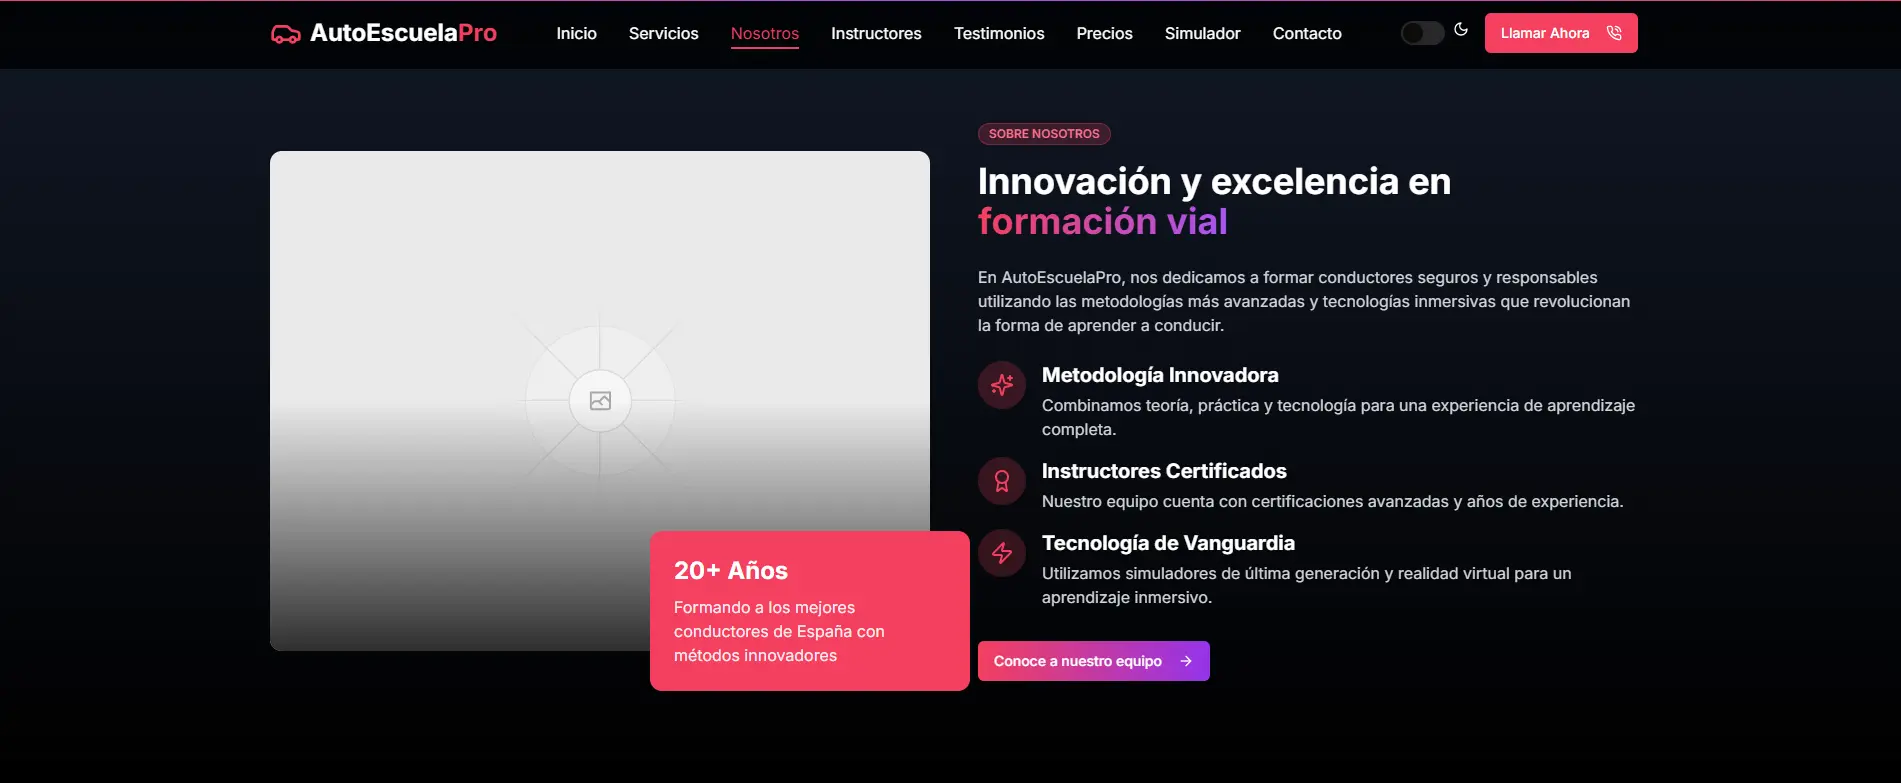 AutoEscuelaPro
Inicio
Servicios
Nosotros
Instructores
Testimonios
Precios
Simulador
Contacto
Llamar Ahora
20+ Años
Formando a los mejores
conductores de España con
métodos innovadores
SOBRE NOSOTROS
Innovación y excelencia en
formación vial
En AutoEscuelaPro, nos dedicamos a formar conductores seguros y responsables
utilizando las metodologías más avanzadas y tecnologías inmersivas que revolucionan
la forma de aprender a conducir.
Metodología Innovadora
Combinamos teoría, práctica y tecnología para una experiencia de aprendizaje
completa.
Instructores Certificados
Nuestro equipo cuenta con certificaciones avanzadas y años de experiencia.
Tecnología de Vanguardia
Utilizamos simuladores de última generación y realidad virtual para un
aprendizaje inmersivo.
Conoce a nuestro equipo